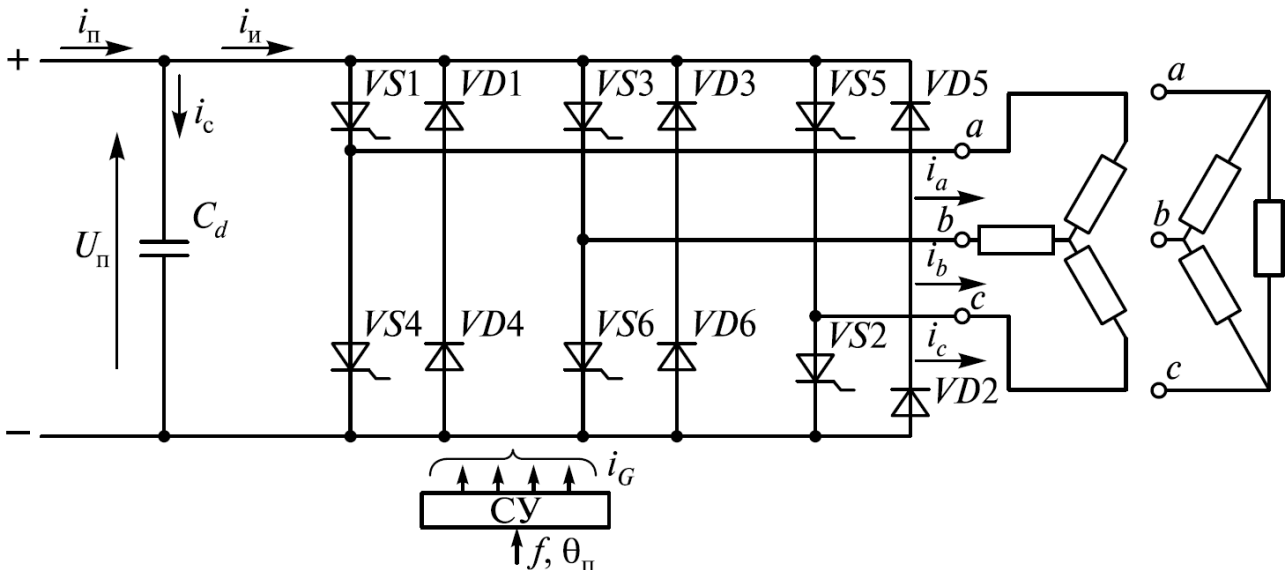 iп iи
+ VS1 VD1 VS3 VD3 VS5 VD5 a
iс a
ia
Uп Cd b b
ib
c
VS4 VD4 VS6 VD6 VS2 ic
c
VD2
−
iG
СУ
f, θп